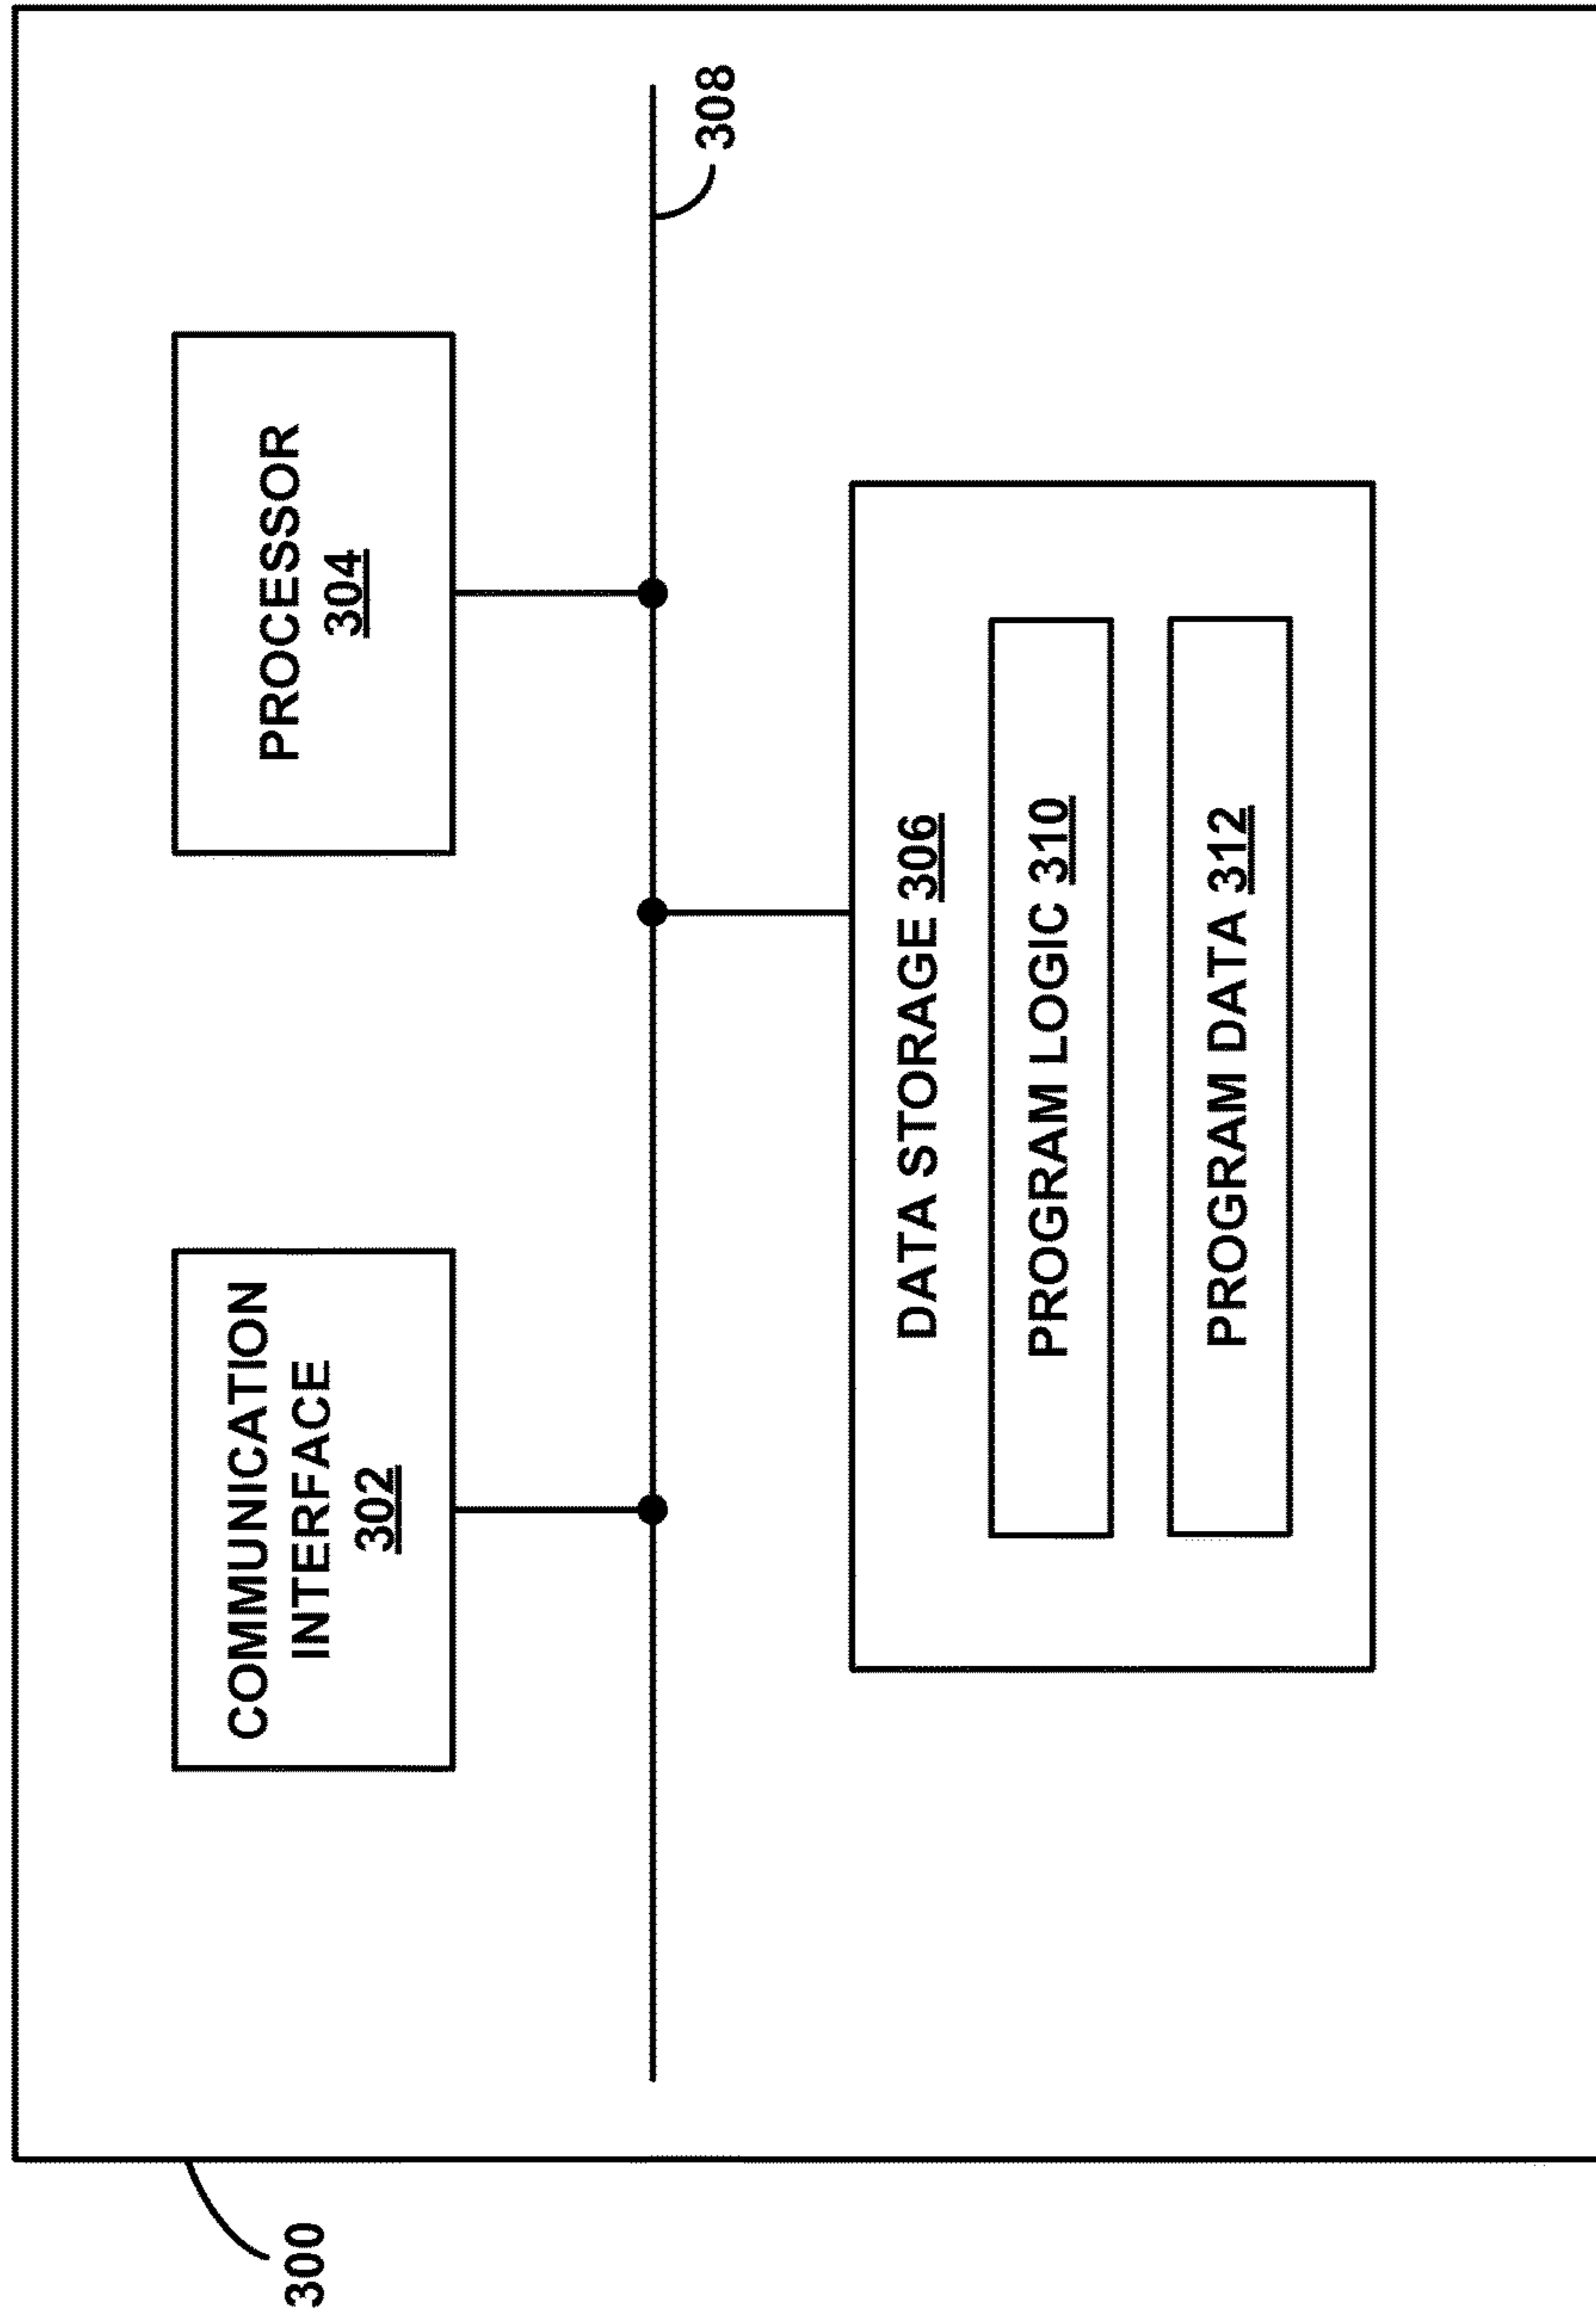 300
COMMUNICATION
INTERFACE
302
PROCESSOR
304
308
DATA STORAGE 306
PROGRAM LOGIC 310
PROGRAM DATA 312